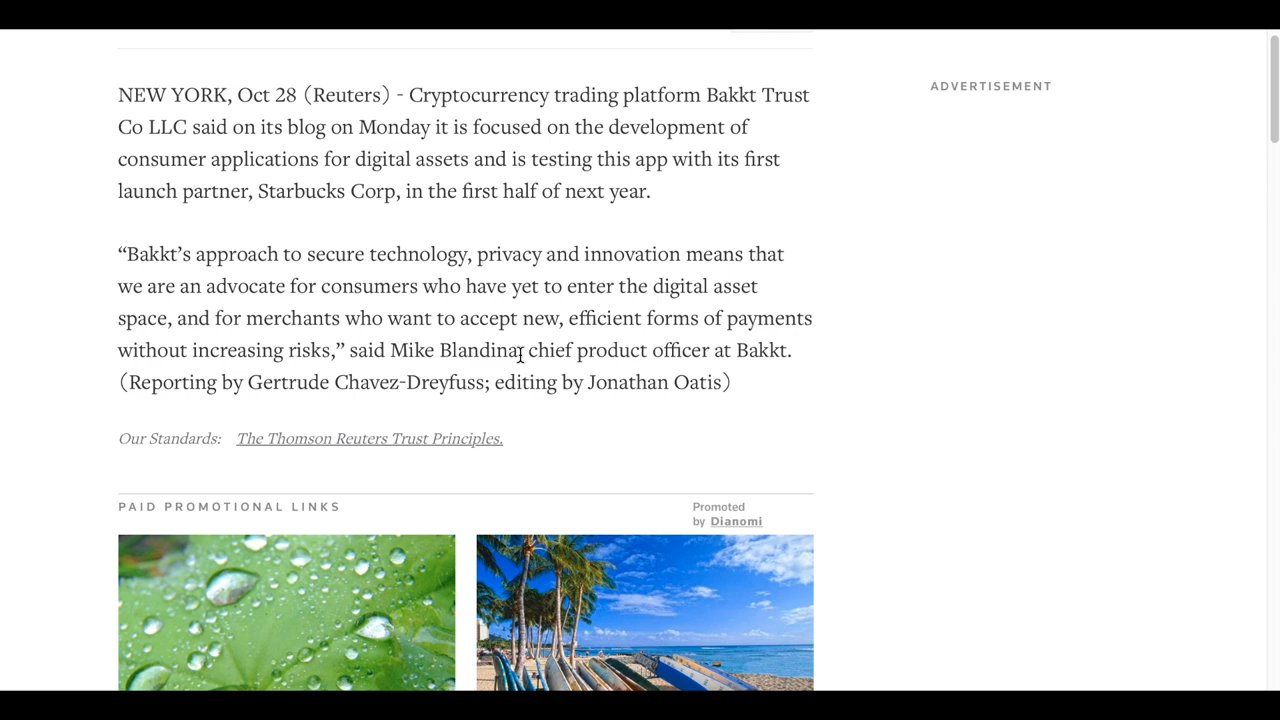 ADVERTISEMENT
NEW YORK, Oct 28 (Reuters) - Cryptocurrency trading platform Bakkt Trust
Co LLC said on its blog on Monday it is focused on the development of
consumer applications for digital assets and is testing this app with its first
launch partner, Starbucks Corp, in the first half of next year.
“Bakkt’s approach to secure technology, privacy and innovation means that
we are an advocate for consumers who have yet to enter the digital asset
space, and for merchants who want to accept new, efficient forms of payments
without increasing risks,” said Mike Blandina, chief product officer at Bakkt.
(Reporting by Gertrude Chavez-Dreyfuss; editing by Jonathan Oatis)
Our Standards: The Thomson Reuters Trust Principles.
PAID PROMOTIONAL LINKS
Promoted
by Dianomi